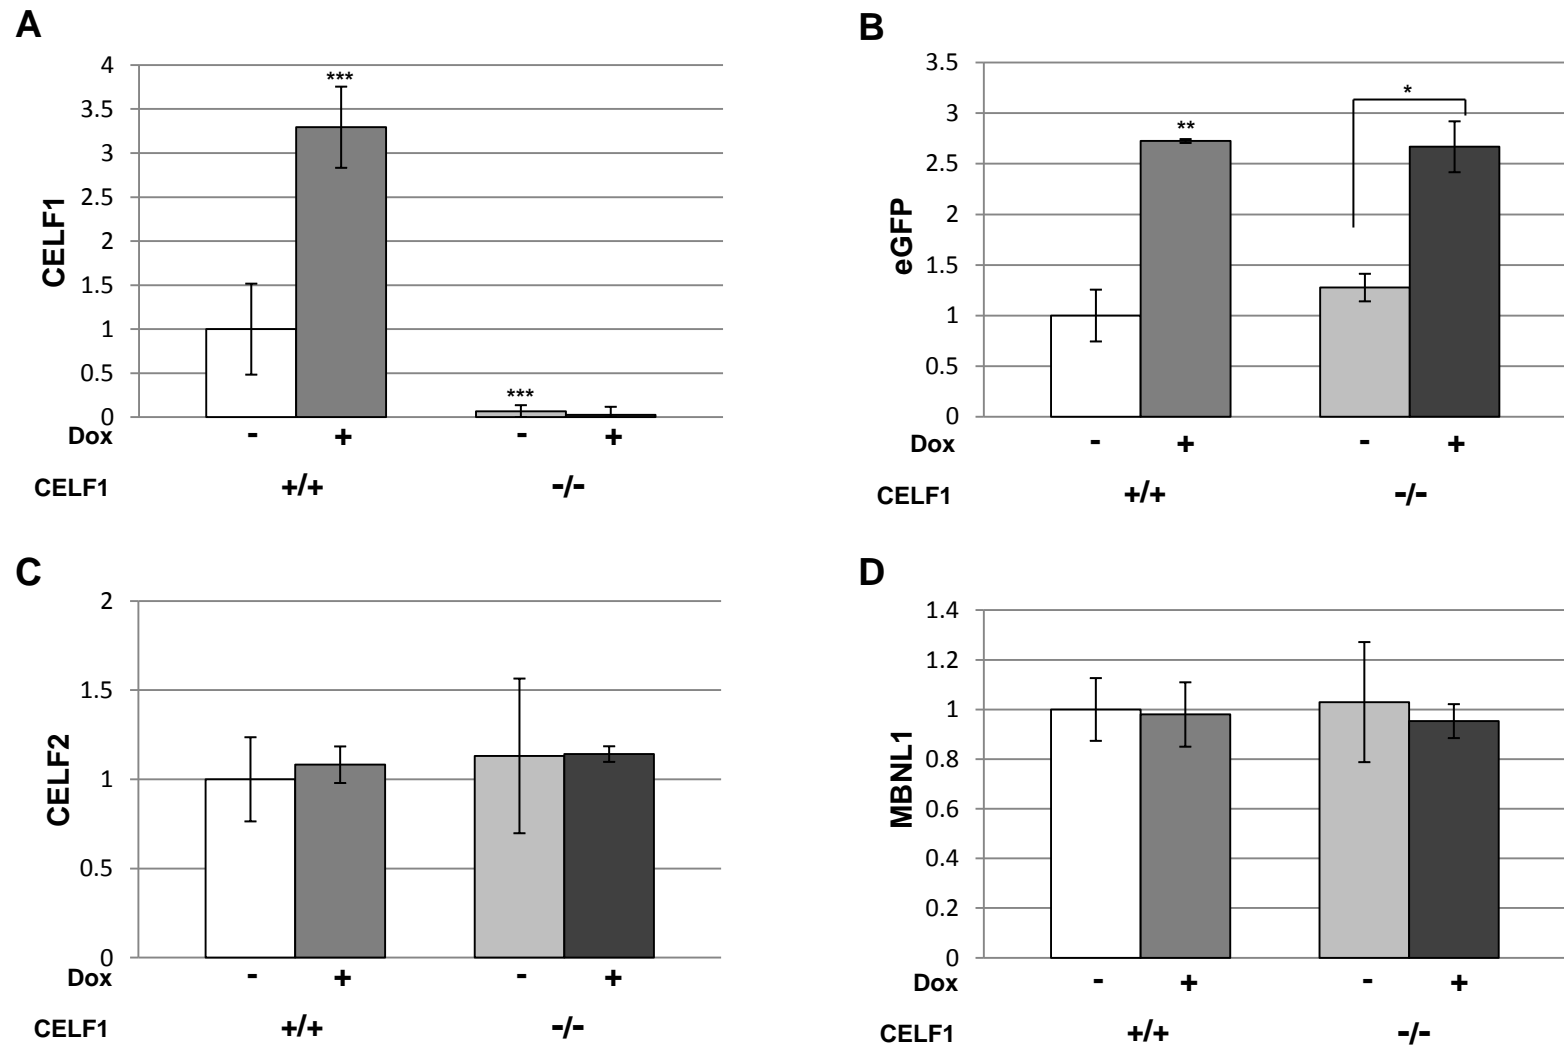 A
CELF1
4
3.5
3
2.5
2
1.5
1
0.5
0
***
***
Dox - + - +
CELF1 +/+ -/-
B
eGFP
3.5
3
2.5
2
1.5
1
0.5
0
**
*
Dox - + - +
CELF1 +/+ -/-
C
CELF2
2
1.5
1
0.5
0
Dox - + - +
CELF1 +/+ -/-
D
MBNL1
1.4
1.2
1
0.8
0.6
0.4
0.2
0
Dox - + - +
CELF1 +/+ -/-